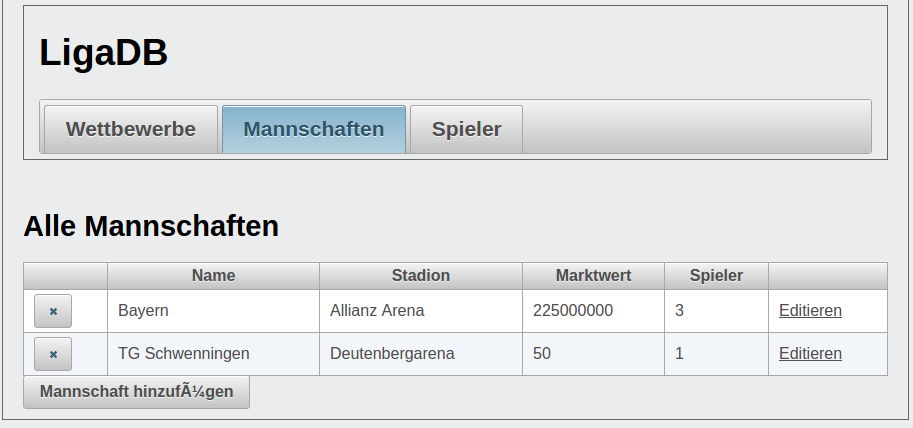 LigaDB
Wettbewerbe Mannschaften Spieler
Alle Mannschaften
Name Stadion Marktwert Spieler
Bayern Allianz Arena 225000000 3 Editieren
TG Schwenningen Deutenbergarena 50 1 Editieren
Mannschaft hinzufÃ¼gen